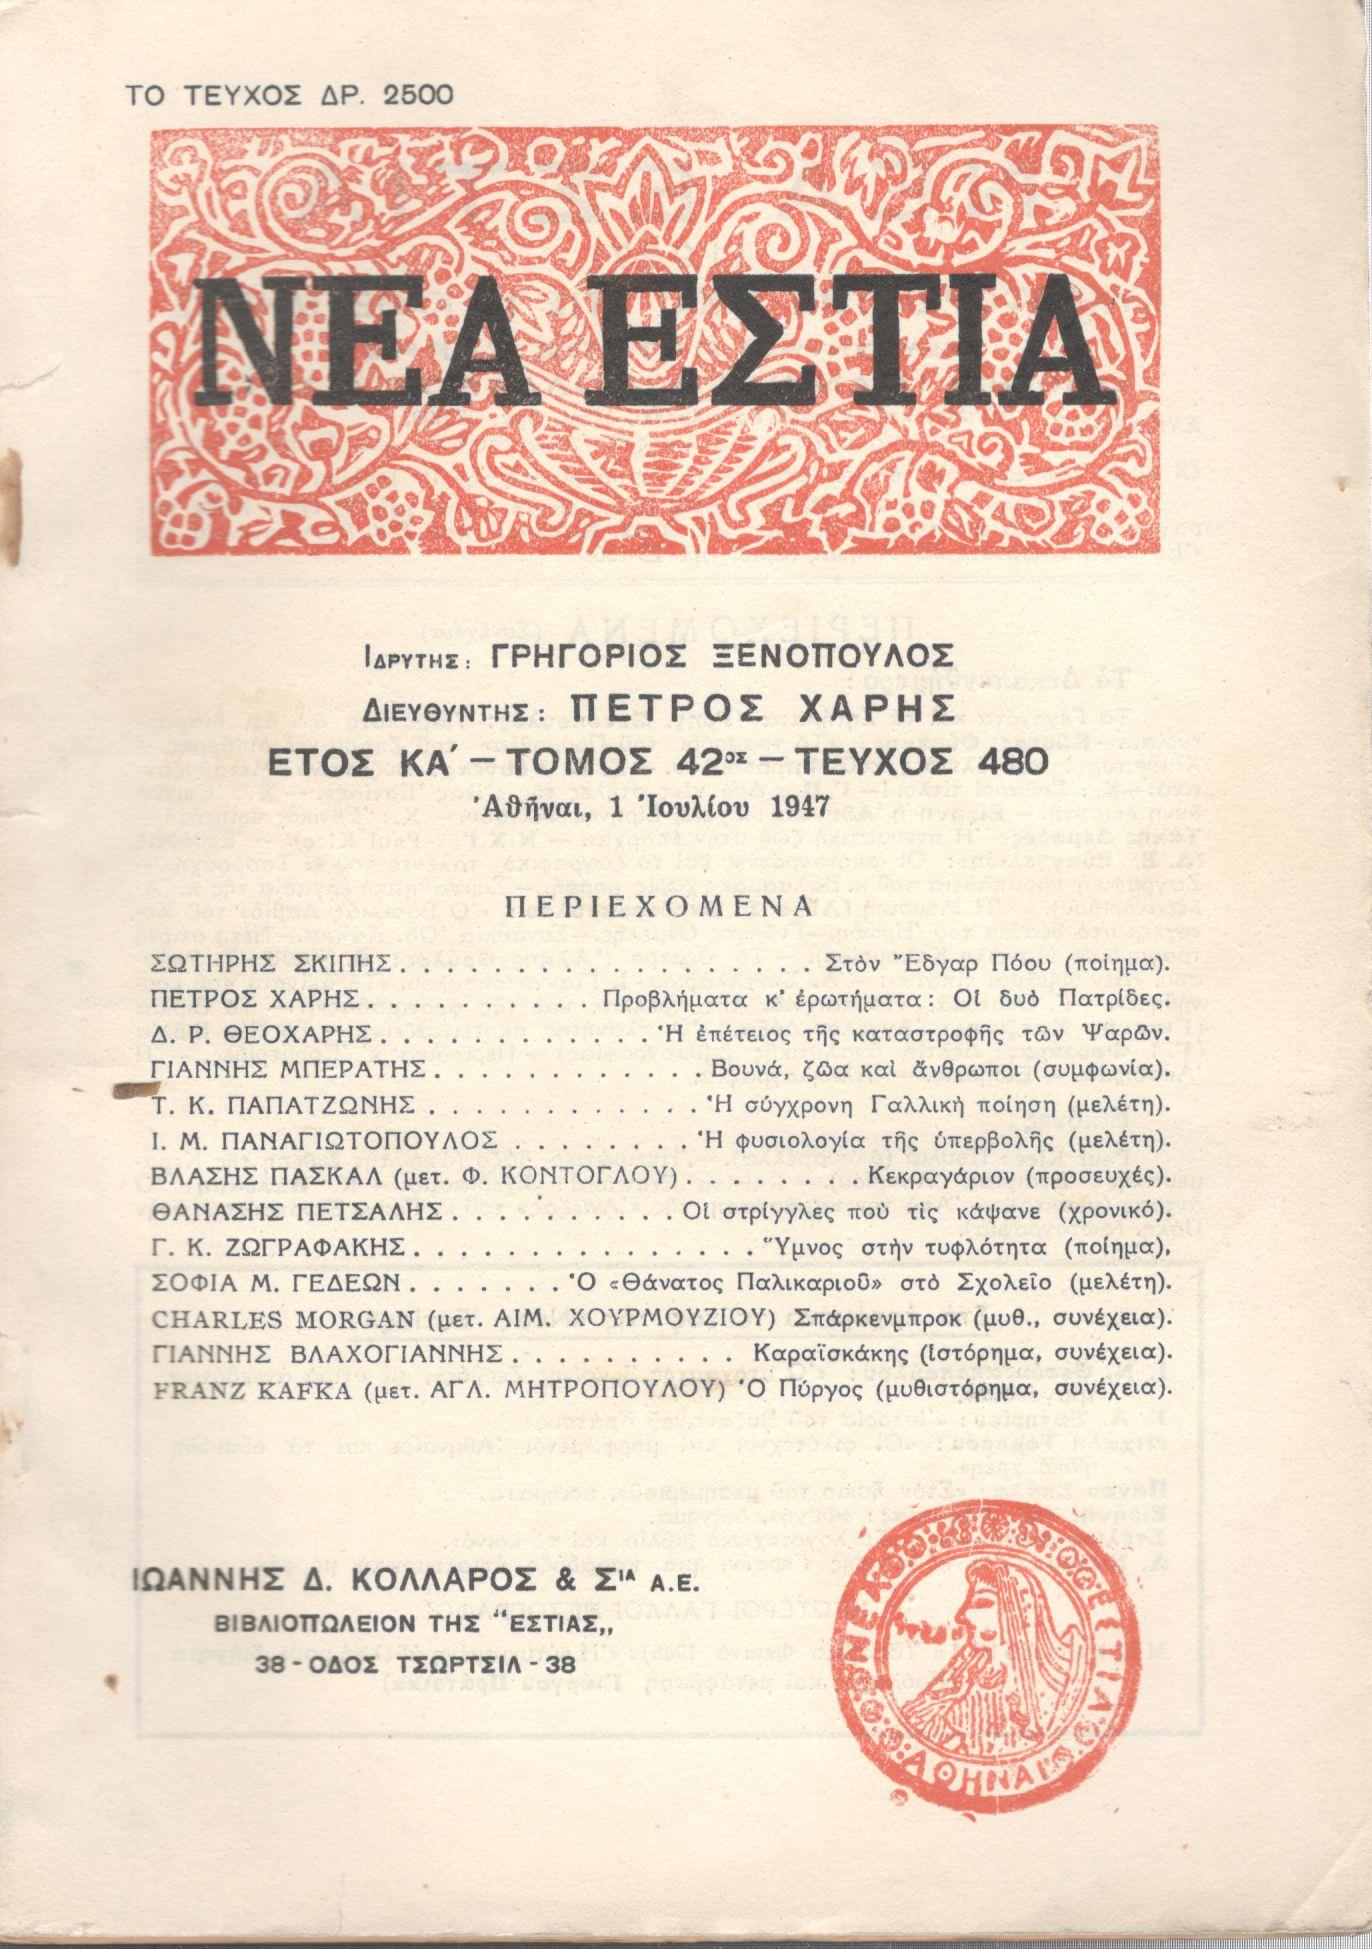 ΤΟ ΤΕΥΧΟΣ ΔΡ. 2500
ΝΕΑ ΕΣΤΙΑ
ΙΔΡΥΤΗΣ: ΓΡΗΓΟΡΙΟΣ ΞΕΝΟΠΟΥΛΟΣ
ΔΙΕΥΘΥΝΤΗΣ: ΠΕΤΡΟΣ ΧΑΡΗΣ
ΕΤΟΣ ΚΑ΄ — ΤΟΜΟΣ 42ος — ΤΕΥΧΟΣ 480
Ἀθῆναι, 1 Ἰουλίου 1947
ΠΕΡΙΕΧΟΜΕΝΑ
ΣΩΤΗΡΗΣ ΣΚΙΠΗΣ. . . . . . . . . . . . . . . . . . Στὸν Ἔδγαρ Πόου (ποίημα).
ΠΕΤΡΟΣ ΧΑΡΗΣ. . . . . . . . . . Προβλήματα κ' ἐρωτήματα: Οἱ δυὸ Πατρίδες.
Δ. Ρ. ΘΕΟΧΑΡΗΣ. . . . . . . . . . . . Ἡ ἐπέτειος τῆς καταστροφῆς τῶν Ψαρῶν.
ΓΙΑΝΝΗΣ ΜΠΕΡΑΤΗΣ. . . . . . . . . . . . Βουνά, ζῶα καὶ ἄνθρωποι (συμφωνία).
Τ. Κ. ΠΑΠΑΤΖΩΝΗΣ . . . . . . . . . . . . Ἡ σύγχρονη Γαλλικὴ ποίηση (μελέτη).
Ι. Μ. ΠΑΝΑΓΙΩΤΟΠΟΥΛΟΣ . . . . . . . . Ἡ φυσιολογία τῆς ὑπερβολῆς (μελέτη).
ΒΛΑΣΗΣ ΠΑΣΚΑΛ (μετ. Φ. ΚΟΝΤΟΓΛΟΥ). . . . . . . . Κεκραγάριον (προσευχές).
ΘΑΝΑΣΗΣ ΠΕΤΣΑΛΗΣ. . . . . . . . . . Οἱ στρίγγλες ποὺ τὶς κάψανε (χρονικό).
Γ. Κ. ΖΩΓΡΑΦΑΚΗΣ. . . . . . . . . . . . . . . Ὕμνος στὴν τυφλότητα (ποίημα),
ΣΟΦΙΑ Μ. ΓΕΔΕΩΝ. . . . . . . Ὁ «Θάνατος Παλικαριοῦ» στὸ Σχολεῖο (μελέτη).
CHARLES MORGAN (μετ. ΑΙΜ. ΧΟΥΡΜΟΥΖΙΟΥ) Σπάρκενμπροκ (μυθ., συνέχεια).
ΓΙΑΝΝΗΣ ΒΛΑΧΟΓΙΑΝΝΗΣ. . . . . . . . . . Καραϊσκάκης (ἱστόρημα, συνέχεια).
FRANZ KAFKA (μετ. ΑΓΛ. ΜΗΤΡΟΠΟΥΛΟΥ) Ὁ Πύργος (μυθιστόρημα, συνέχεια).
ΙΩΑΝΝΗΣ Δ. ΚΟΛΛΑΡΟΣ & ΣΙΑ Α.Ε.
ΒΙΒΛΙΟΠΩΛΕΙΟΝ ΤΗΣ "ΕΣΤΙΑΣ„
38 - ΟΔΟΣ ΤΣΩΡΤΣΙΛ - 38
ΝΕΑ ΕΣΤΙΑ
ΑΘΗΝΑΙ